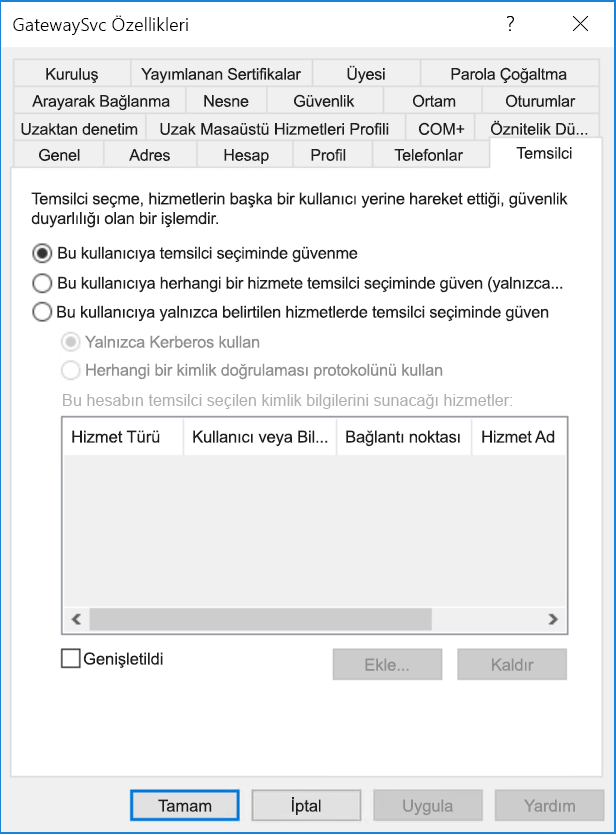 GatewaySvc Özellikleri
?
Kuruluş Yayımlanan Sertifikalar Üyesi Parola Çoğaltma
Arayarak Bağlanma Nesne Güvenlik Ortam Oturumlar
Uzaktan denetim Uzak Masaüstü Hizmetleri Profili COM+ Öznitelik Dü...
Genel Adres Hesap Profil Telefonlar Temsilci
Temsilci seçme, hizmetlerin başka bir kullanıcı yerine hareket ettiği, güvenlik
duyarlılığı olan bir işlemdir.
Bu kullanıcıya temsilci seçiminde güvenme
Bu kullanıcıya herhangi bir hizmete temsilci seçiminde güven (yalnızca...
Bu kullanıcıya yalnızca belirtilen hizmetlerde temsilci seçiminde güven
Yalnızca Kerberos kullan
Herhangi bir kimlik doğrulaması protokolünü kullan
Bu hesabın temsilci seçilen kimlik bilgilerini sunacağı hizmetler:
Hizmet Türü Kullanıcı veya Bil... Bağlantı noktası Hizmet Ad
Genişletildi Ekle... Kaldır
Tamam İptal Uygula Yardım